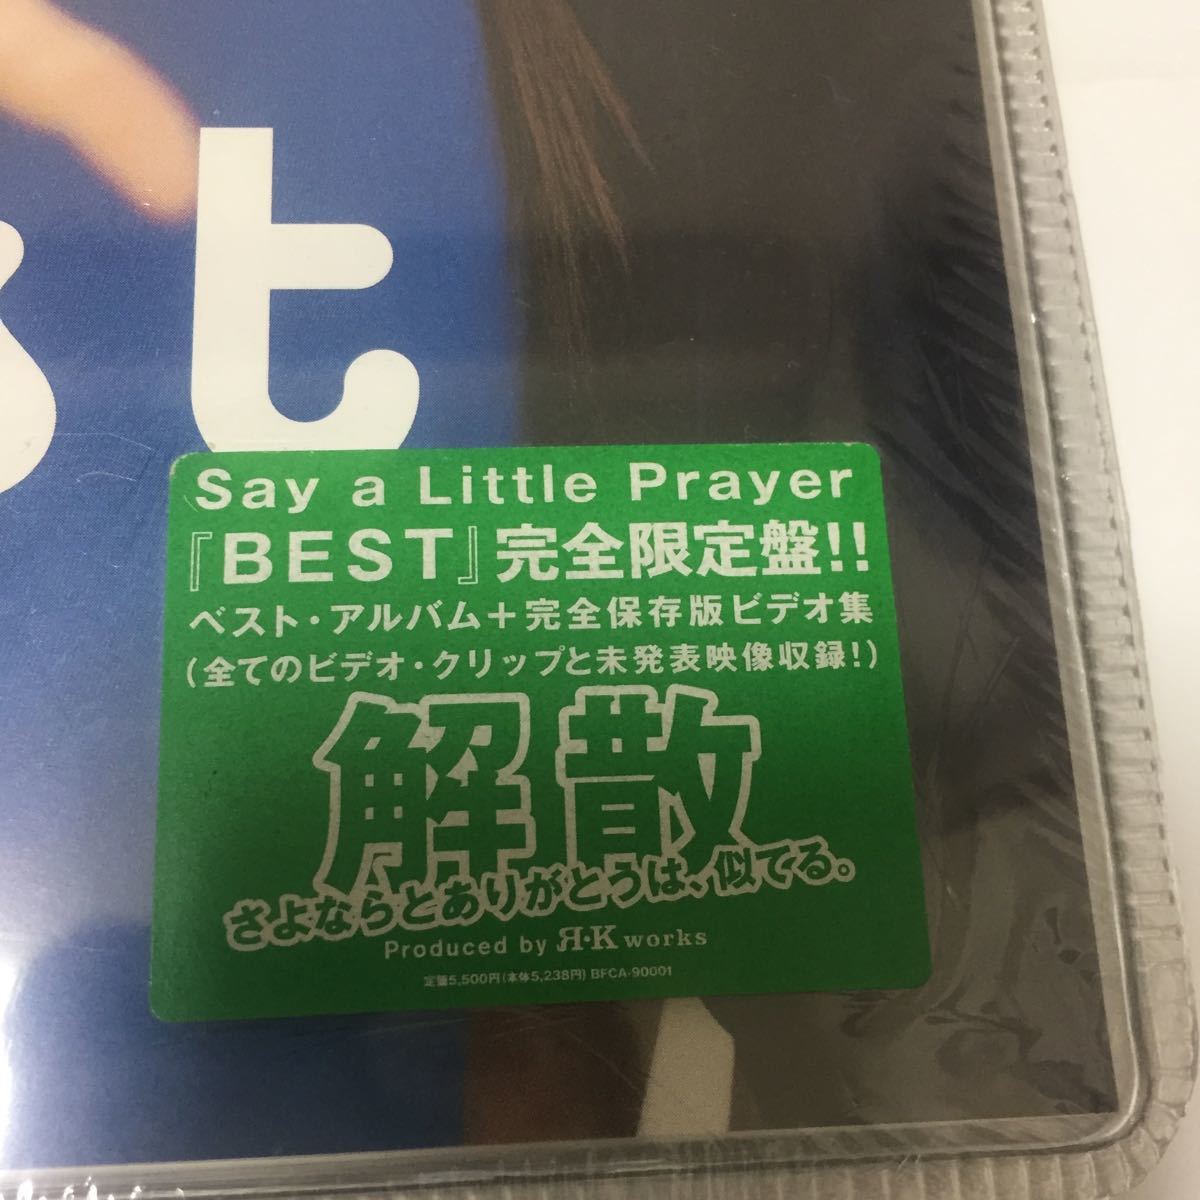 st
Say a Little Prayer
『BEST』完全限定盤!!
ベスト・アルバム＋完全保存版ビデオ集
(全てのビデオ・クリップと未発表映像収録!)
解散
さよならとありがとうは、似てる。
Produced by Я·K works
定価5,500円(本体5,238円) BFCA-90001